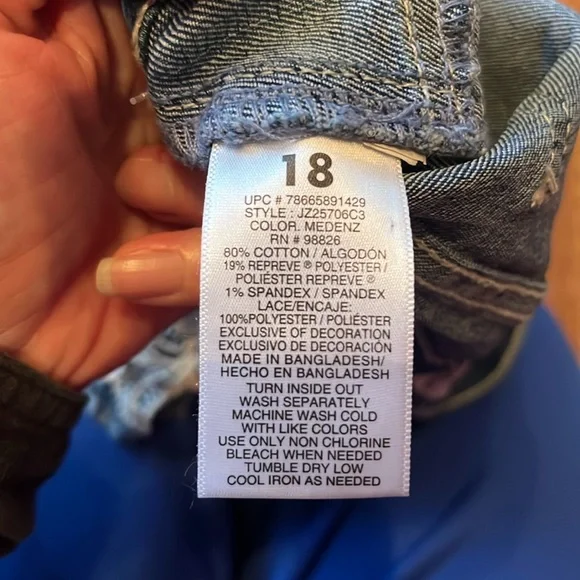 18
UPC # 78665891429
STYLE : JZ25706C3
COLOR. MEDENZ
RN # 98826
80% COTTON / ALGODÓN
19% REPREVE ® POLYESTER /
POLIÉSTER REPREVE ®
1% SPANDEX / SPANDEX
LACE/ENCAJE:
100%POLYESTER / POLIÉSTER
EXCLUSIVE OF DECORATION
EXCLUSIVO DE DECORACIÓN
MADE IN BANGLADESH/
HECHO EN BANGLADESH
TURN INSIDE OUT
WASH SEPARATELY
MACHINE WASH COLD
WITH LIKE COLORS
USE ONLY NON CHLORINE
BLEACH WHEN NEEDED
TUMBLE DRY LOW
COOL IRON AS NEEDED